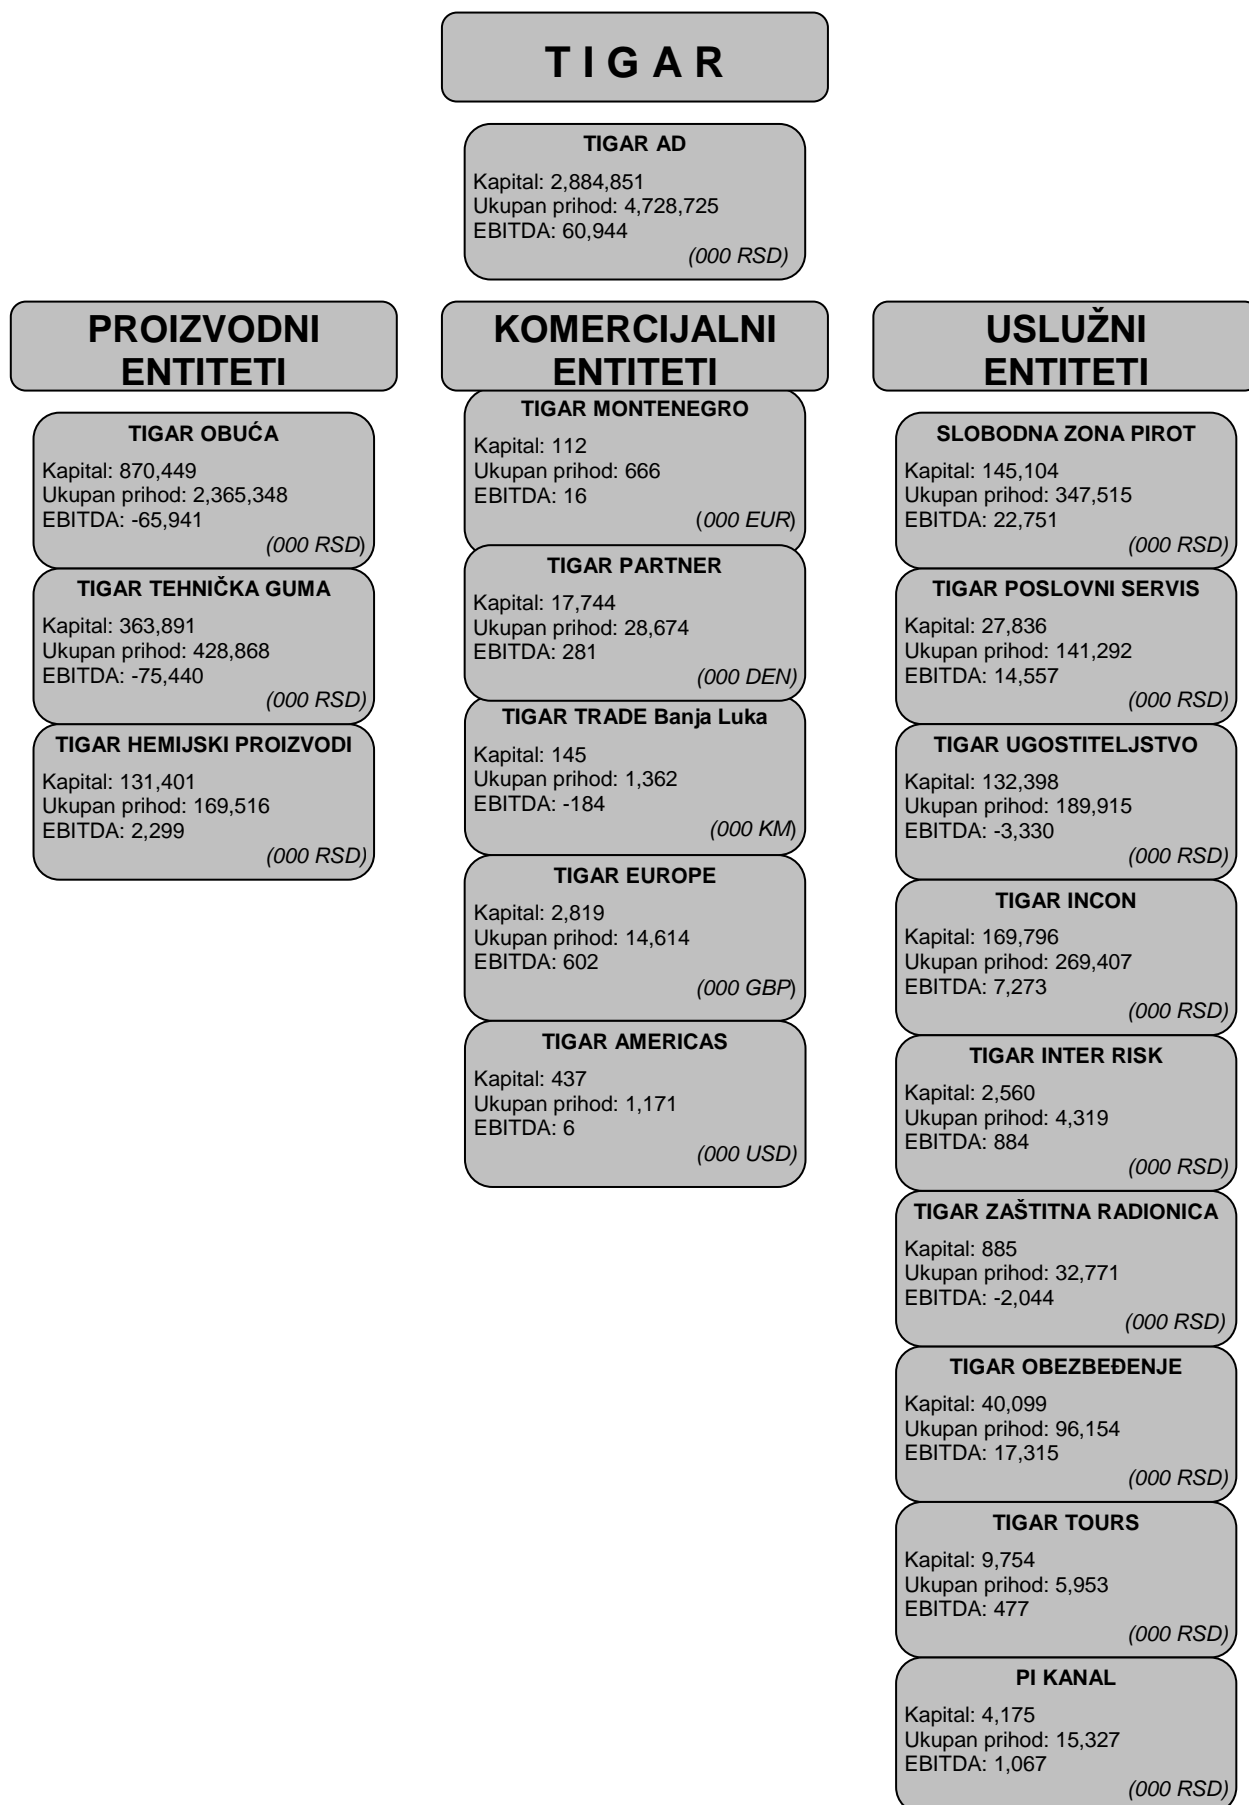 T I G A R
TIGAR AD
Kapital: 2,884,851
Ukupan prihod: 4,728,725
EBITDA: 60,944
(000 RSD)
PROIZVODNI
ENTITETI
TIGAR OBUĆA
Kapital: 870,449
Ukupan prihod: 2,365,348
EBITDA: -65,941
(000 RSD)
TIGAR TEHNIČKA GUMA
Kapital: 363,891
Ukupan prihod: 428,868
EBITDA: -75,440
(000 RSD)
TIGAR HEMIJSKI PROIZVODI
Kapital: 131,401
Ukupan prihod: 169,516
EBITDA: 2,299
(000 RSD)
KOMERCIJALNI
ENTITETI
TIGAR MONTENEGRO
Kapital: 112
Ukupan prihod: 666
EBITDA: 16
(000 EUR)
TIGAR PARTNER
Kapital: 17,744
Ukupan prihod: 28,674
EBITDA: 281
(000 DEN)
TIGAR TRADE Banja Luka
Kapital: 145
Ukupan prihod: 1,362
EBITDA: -184
(000 KM)
TIGAR EUROPE
Kapital: 2,819
Ukupan prihod: 14,614
EBITDA: 602
(000 GBP)
TIGAR AMERICAS
Kapital: 437
Ukupan prihod: 1,171
EBITDA: 6
(000 USD)
USLUŽNI
ENTITETI
SLOBODNA ZONA PIROT
Kapital: 145,104
Ukupan prihod: 347,515
EBITDA: 22,751
(000 RSD)
TIGAR POSLOVNI SERVIS
Kapital: 27,836
Ukupan prihod: 141,292
EBITDA: 14,557
(000 RSD)
TIGAR UGOSTITELJSTVO
Kapital: 132,398
Ukupan prihod: 189,915
EBITDA: -3,330
(000 RSD)
TIGAR INCON
Kapital: 169,796
Ukupan prihod: 269,407
EBITDA: 7,273
(000 RSD)
TIGAR INTER RISK
Kapital: 2,560
Ukupan prihod: 4,319
EBITDA: 884
(000 RSD)
TIGAR ZAŠTITNA RADIONICA
Kapital: 885
Ukupan prihod: 32,771
EBITDA: -2,044
(000 RSD)
TIGAR OBEZBEĐENJE
Kapital: 40,099
Ukupan prihod: 96,154
EBITDA: 17,315
(000 RSD)
TIGAR TOURS
Kapital: 9,754
Ukupan prihod: 5,953
EBITDA: 477
(000 RSD)
PI KANAL
Kapital: 4,175
Ukupan prihod: 15,327
EBITDA: 1,067
(000 RSD)